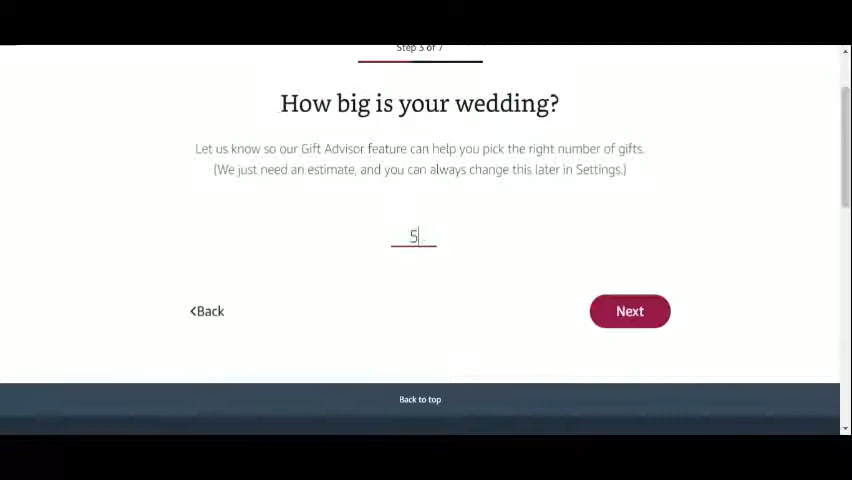 Step 3 of 7
How big is your wedding?
Let us know so our Gift Advisor feature can help you pick the right number of gifts.
(We just need an estimate, and you can always change this later in Settings.)
5
<Back
Next
Back to top